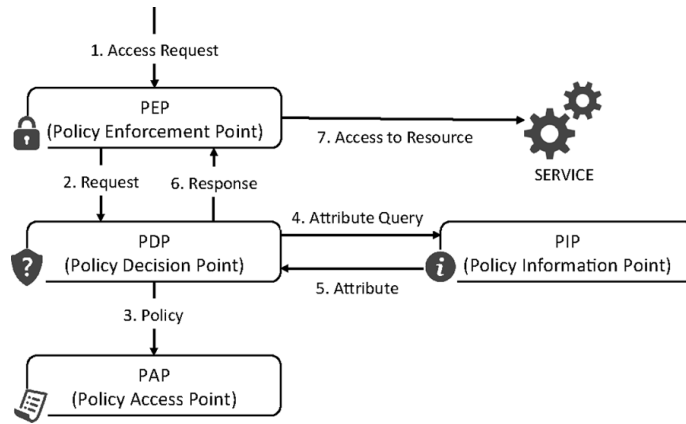 1. Access Request
PEP
(Policy Enforcement Point)
7. Access to Resource
SERVICE
2. Request
6. Response
PDP
(Policy Decision Point)
4. Attribute Query
5. Attribute
PIP
(Policy Information Point)
3. Policy
PAP
(Policy Access Point)